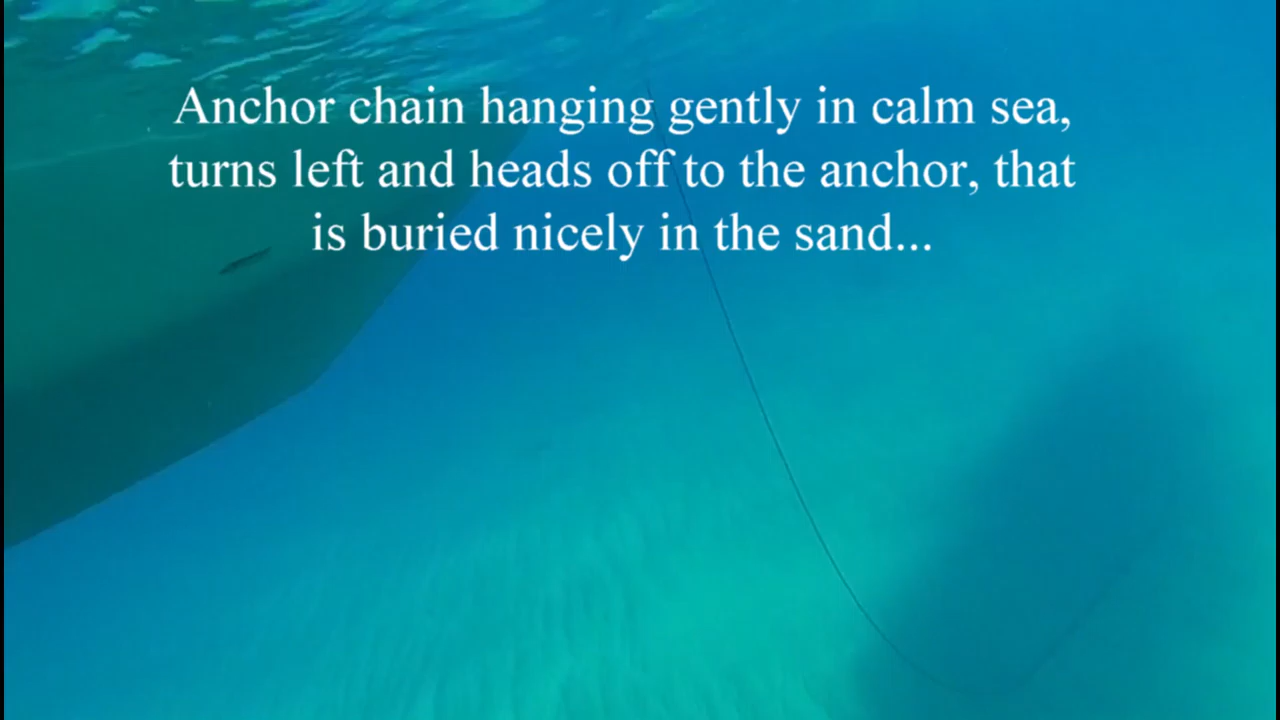 Anchor chain hanging gently in calm sea,
turns left and heads off to the anchor, that
is buried nicely in the sand...